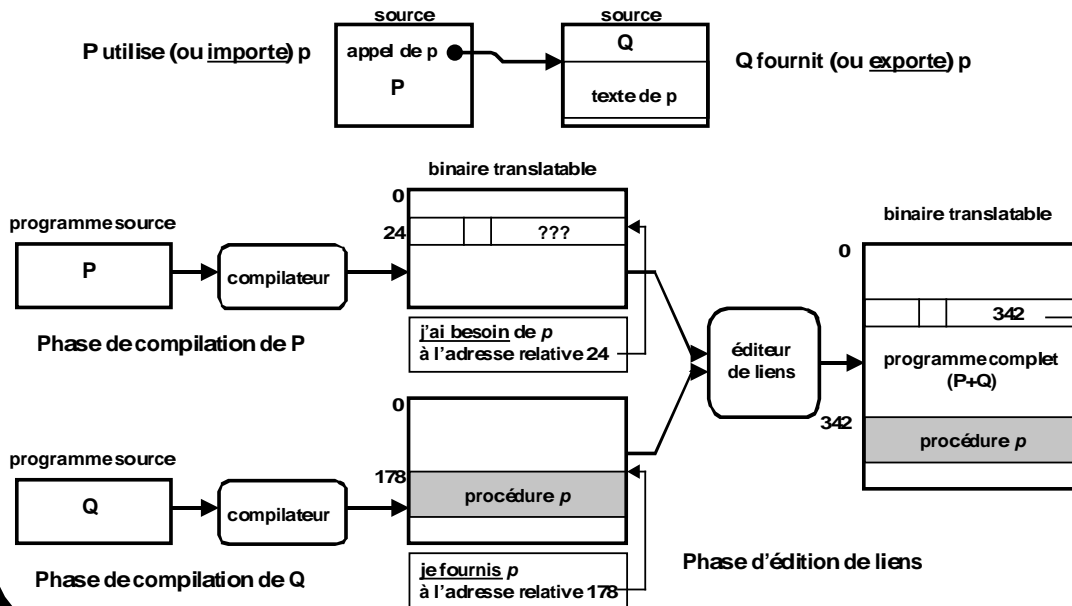 source
source
P utilise (ou importe) p
appel de p
P
Q
texte de p
Q fournit (ou exporte) p
binaire translatable
0
programme source
24
???
P
compilateur
j'ai besoin de p
à l'adresse relative 24
Phase de compilation de P
éditeur
de liens
binaire translatable
0
342
programme complet
(P+Q)
342
procédure p
0
programme source
178
procédure p
Q
compilateur
je fournis p
à l'adresse relative 178
Phase de compilation de Q
Phase d'édition de liens